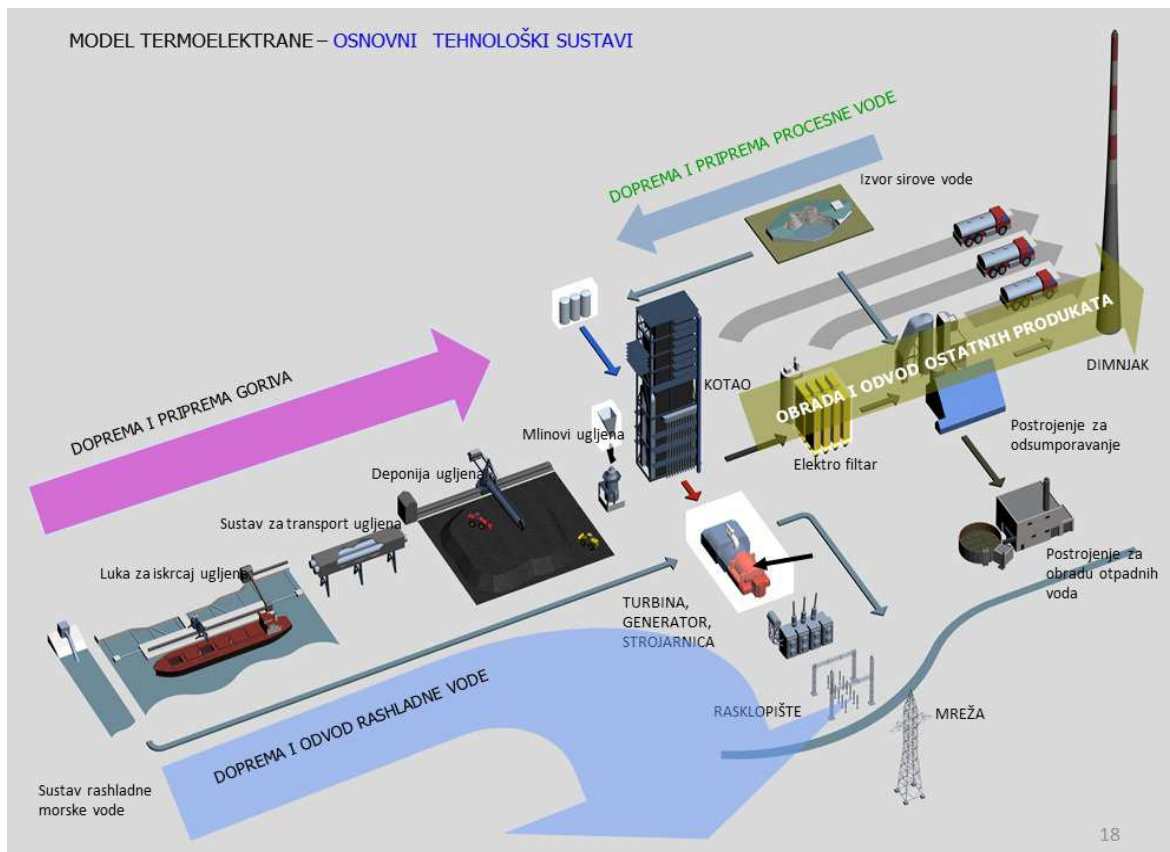 MODEL TERMOELEKTRANE – OSNOVNI TEHNOLOŠKI SUSTAVI
DOPREMA I PRIPREMA PROCESNE VODE
Izvor sirove vode
DOPREMA I PRIPREMA GORIVA
KOTAO
OBRADA I ODVOD OSTATNIH PRODUKATA
DIMNJAK
Mlinovi ugljena
Elektro filtar
Postrojenje za
odsumporavanje
Deponija ugljena
Sustav za transport ugljena
Luka za iskrcaj ugljena
Postrojenje za
obradu otpadnih
voda
TURBINA,
GENERATOR,
STROJARNICA
DOPREMA I ODVOD RASHLADNE VODE
RASKLOPIŠTE
MREŽA
Sustav rashladne
morske vode
18